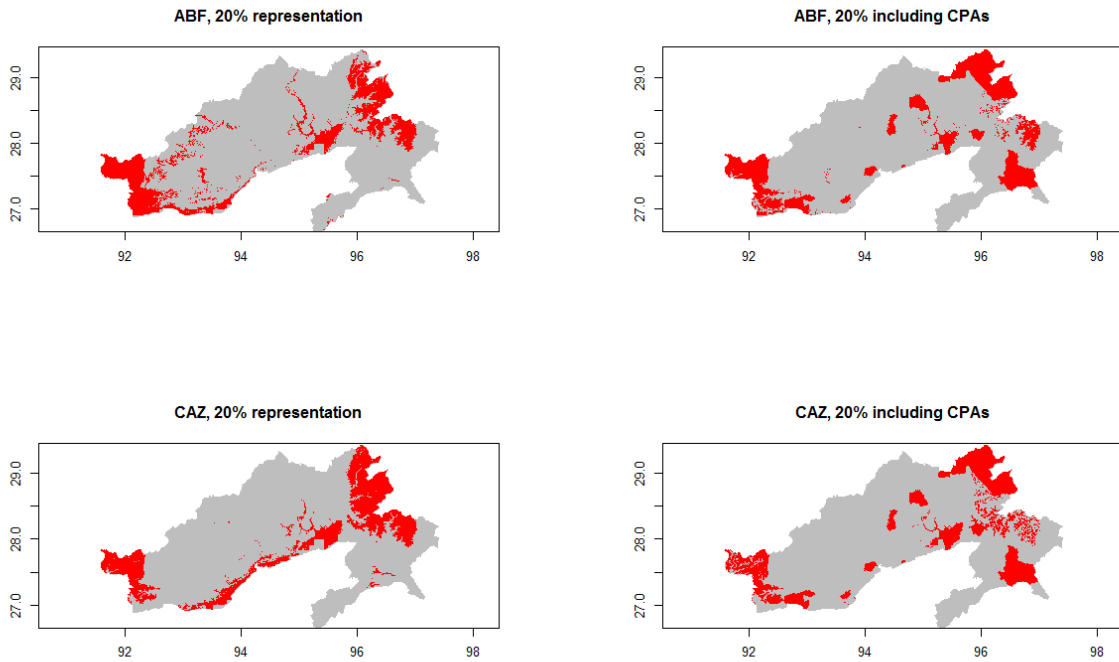 ABF, 20% representation
29.0
28.0
27.0
92 94 96 98
ABF, 20% including CPAs
29.0
28.0
27.0
92 94 96 98
CAZ, 20% representation
29.0
28.0
27.0
92 94 96 98
CAZ, 20% including CPAs
29.0
28.0
27.0
92 94 96 98